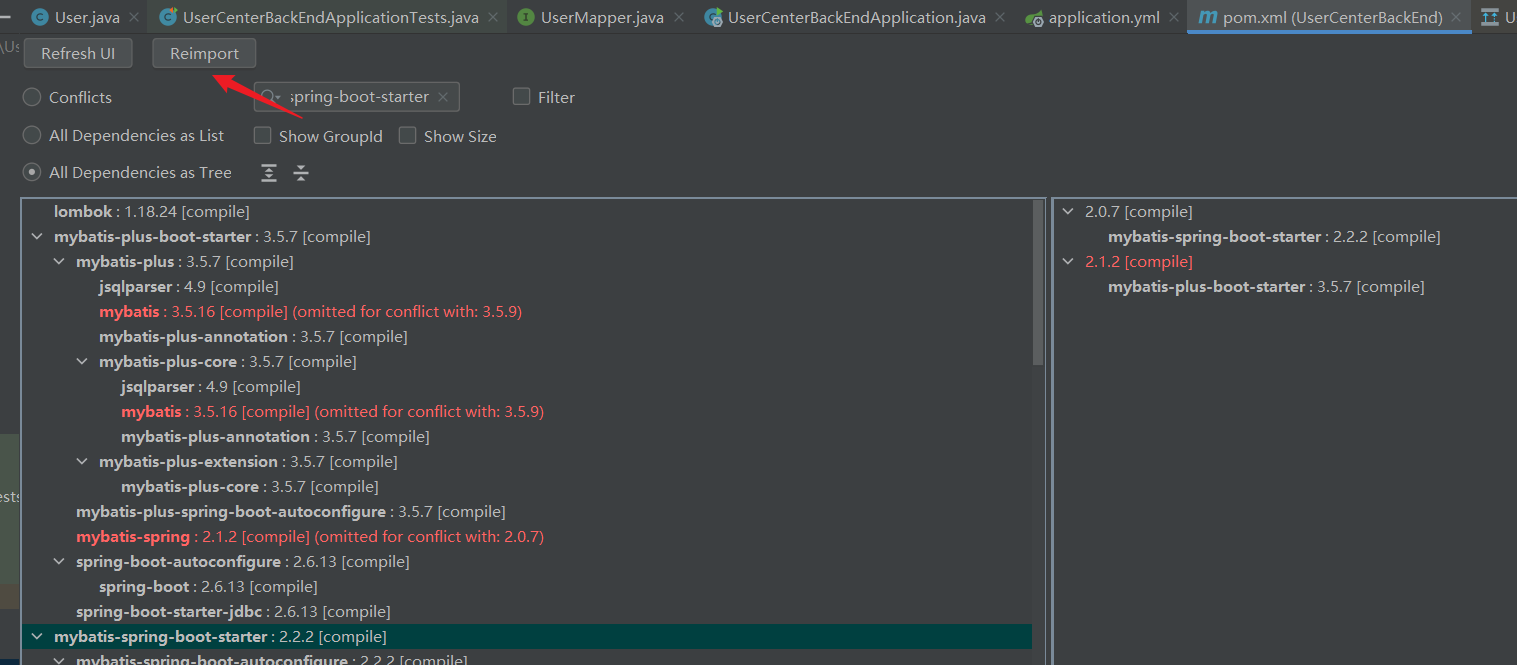 User.java UserCenterBackEndApplicationTests.java UserMapper.java UserCenterBackEndApplication.java application.yml pom.xml (UserCenterBackEnd) U
\Us Refresh UI Reimport
Conflicts spring-boot-starter Filter
All Dependencies as List Show GroupId Show Size
All Dependencies as Tree
lombok : 1.18.24 [compile]
mybatis-plus-boot-starter : 3.5.7 [compile]
mybatis-plus : 3.5.7 [compile]
jsqlparser : 4.9 [compile]
mybatis : 3.5.16 [compile] (omitted for conflict with: 3.5.9)
mybatis-plus-annotation : 3.5.7 [compile]
mybatis-plus-core : 3.5.7 [compile]
jsqlparser : 4.9 [compile]
mybatis : 3.5.16 [compile] (omitted for conflict with: 3.5.9)
mybatis-plus-annotation : 3.5.7 [compile]
mybatis-plus-extension : 3.5.7 [compile]
mybatis-plus-core : 3.5.7 [compile]
ests
mybatis-plus-spring-boot-autoconfigure : 3.5.7 [compile]
mybatis-spring : 2.1.2 [compile] (omitted for conflict with: 2.0.7)
spring-boot-autoconfigure : 2.6.13 [compile]
spring-boot : 2.6.13 [compile]
spring-boot-starter-jdbc : 2.6.13 [compile]
mybatis-spring-boot-starter : 2.2.2 [compile]
mybatis-spring-boot-autoconfigure : 2.2.2 [compile]
2.0.7 [compile]
mybatis-spring-boot-starter : 2.2.2 [compile]
2.1.2 [compile]
mybatis-plus-boot-starter : 3.5.7 [compile]